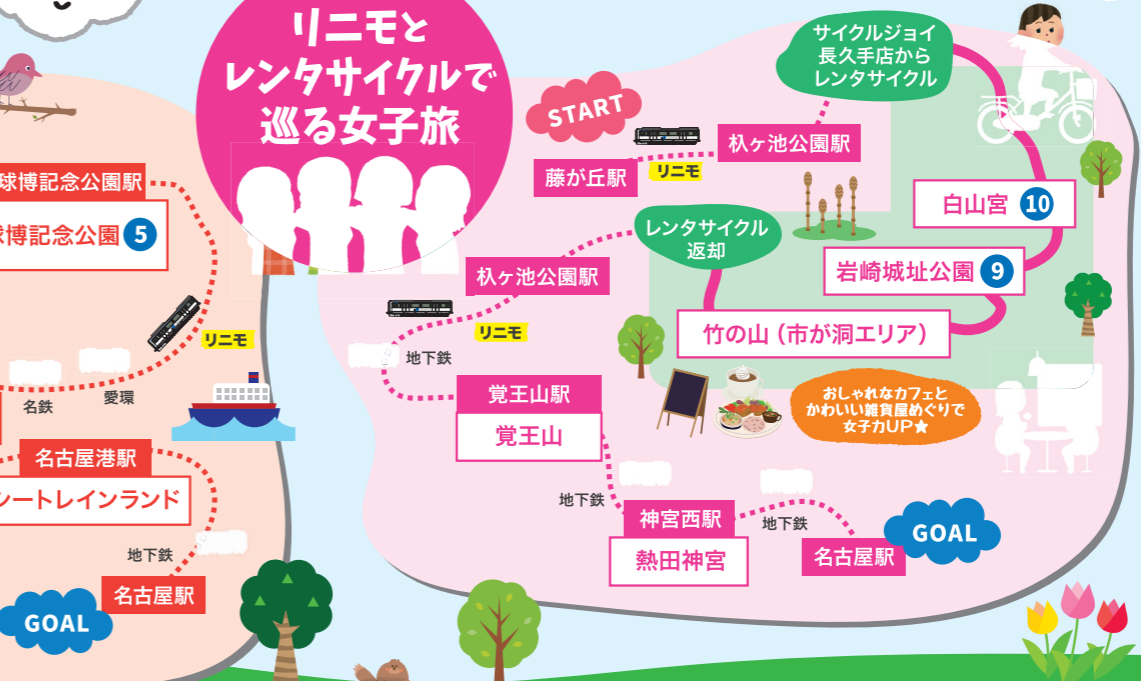 リニモと
レンタサイクルで
巡る女子旅
START
藤が丘駅
リニモ
杁ヶ池公園駅
サイクルジョイ
長久手店から
レンタサイクル
白山宮 10
岩崎城址公園 9
竹の山（市が洞エリア）
レンタサイクル
返却
おしゃれなカフェと
かわいい雑貨屋めぐりで
女子力UP★
杁ヶ池公園駅
リニモ
地下鉄
覚王山駅
覚王山
地下鉄
神宮西駅
熱田神宮
地下鉄
名古屋駅
GOAL
球博記念公園駅
球博記念公園 5
リニモ
愛環
名鉄
名古屋港駅
シートレインランド
地下鉄
名古屋駅
GOAL